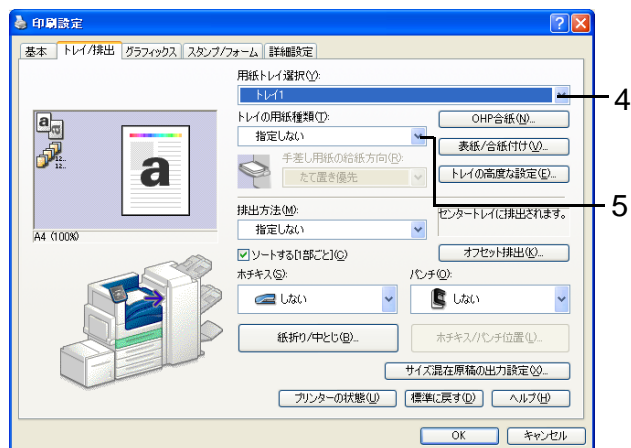 印刷設定
基本 トレイ/排出 グラフィックス スタンプ/フォーム 詳細設定
用紙トレイ選択(Y):
トレイ1
4
トレイの用紙種類(T):
指定しない
5
OHP合紙(N)...
表紙/合紙付け(V)...
トレイの高度な設定(E)...
手差し用紙の給紙方向(R):
たて置き優先
a
a
12..
12..
a
A4 (100%)
排出方法(M):
指定しない
センタートレイに排出されます。
ソートする[1部ごと](C)
オフセット排出(K)...
ホチキス(S):
しない
パンチ(O):
しない
紙折り/中とじ(B)...
ホチキス/パンチ位置(L)...
サイズ混在原稿の出力設定(X)...
プリンターの状態(U)
標準に戻す(D)
ヘルプ(H)
OK
キャンセル